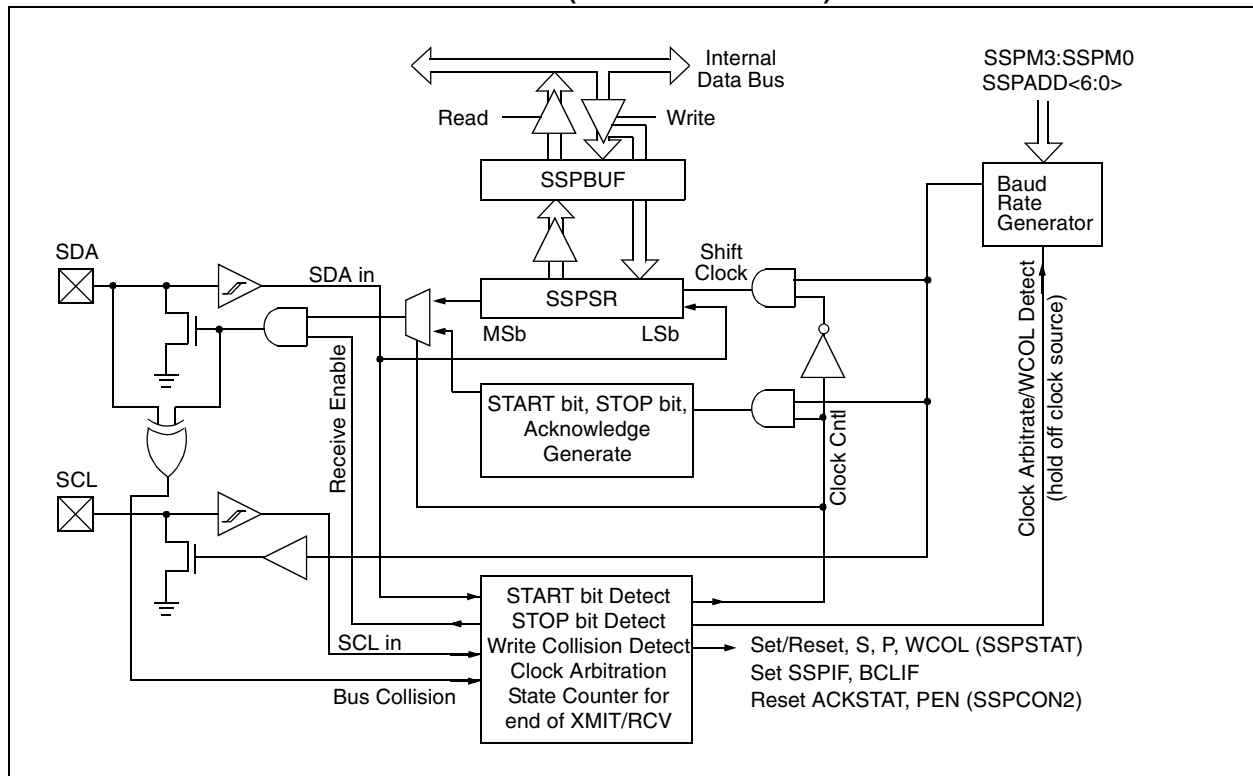 Internal
Data Bus
SSPM3:SSPM0
SSPADD<6:0>
Read
Write
SSPBUF
Baud
Rate
Generator
SDA
SDA in
Shift
Clock
SSPSR
MSb
LSb
Receive Enable
START bit, STOP bit,
Acknowledge
Generate
Clock Cntl
Clock Arbitrate/WCOL Detect
(hold off clock source)
SCL
SCL in
Bus Collision
START bit Detect
STOP bit Detect
Write Collision Detect
Clock Arbitration
State Counter for
end of XMIT/RCV
Set/Reset, S, P, WCOL (SSPSTAT)
Set SSPIF, BCLIF
Reset ACKSTAT, PEN (SSPCON2)